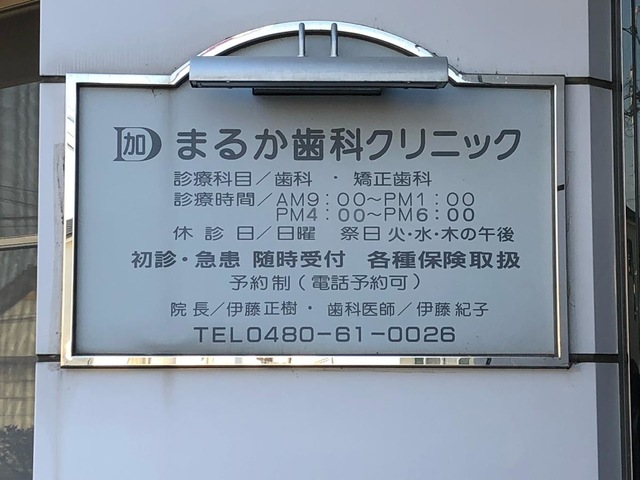 加 まるか歯科クリニック
診療科目/歯科 ・ 矯正歯科
診療時間/AM9:00~PM1:00
PM4:00~PM6:00
休診日/日曜 祭日 火・水・木の午後
初診・急患 随時受付 各種保険取扱
予約制(電話予約可)
院長/伊藤正樹・ 歯科医師/伊藤紀子
TEL0480-61-0026